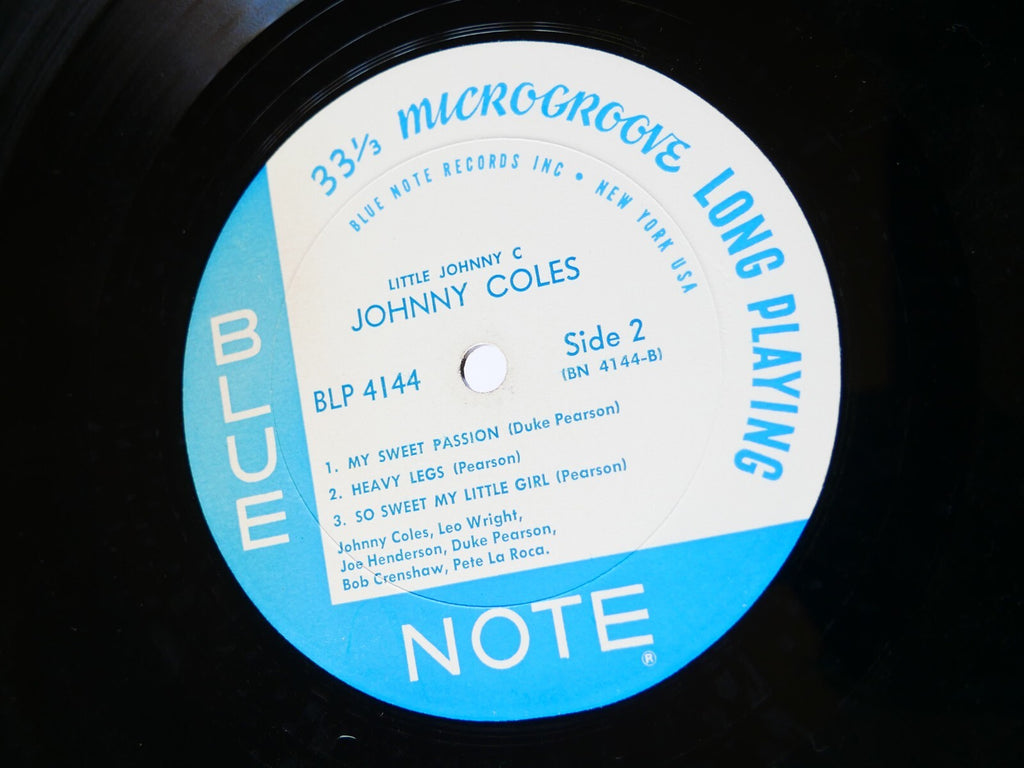 33⅓ MICROGROOVE LONG PLAYING
BLUE NOTE RECORDS INC • NEW YORK USA
LITTLE JOHNNY C
JOHNNY COLES
BLP 4144
Side 2
(BN 4144-B)
1. MY SWEET PASSION (Duke Pearson)
2. HEAVY LEGS (Pearson)
3. SO SWEET MY LITTLE GIRL (Pearson)
Johnny Coles, Leo Wright,
Joe Henderson, Duke Pearson,
Bob Crenshaw, Pete La Roca.
BLUE
NOTE
®